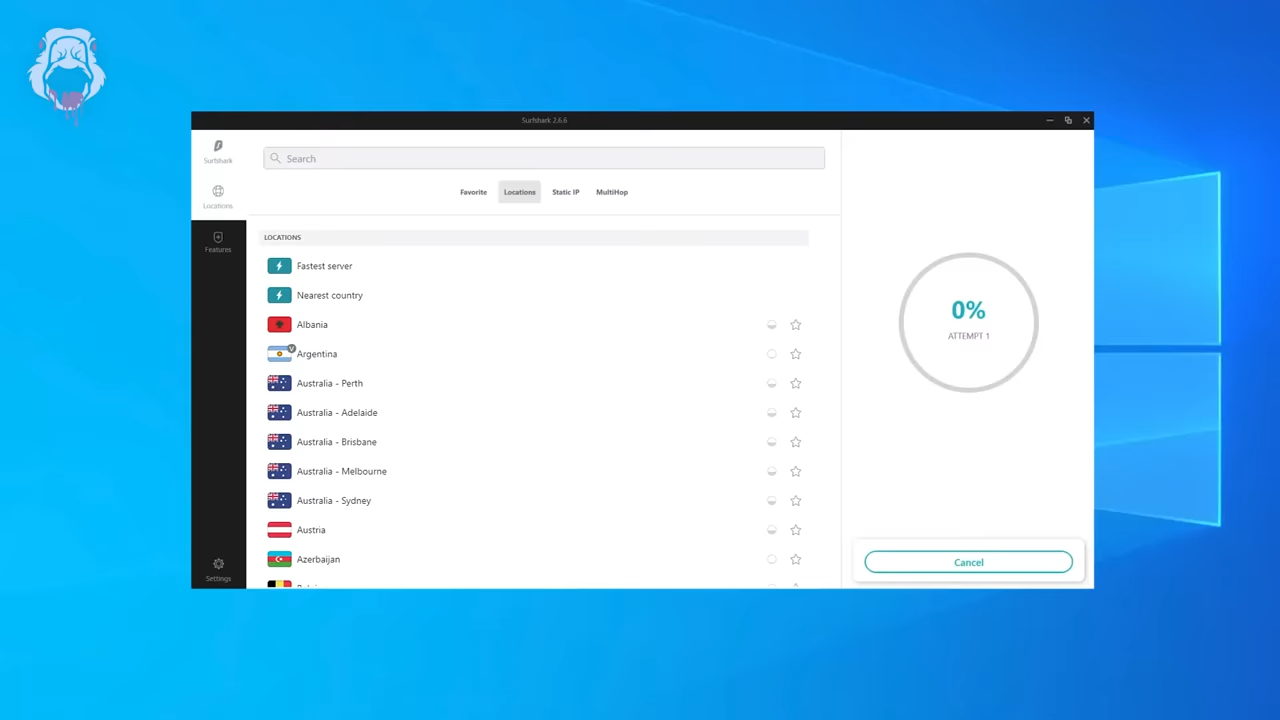 Surfshark 2.6.6
Surfshark
Locations
Features
Settings
Search
Favorite
Locations
Static IP
MultiHop
LOCATIONS
Fastest server
Nearest country
Albania
V
Argentina
Australia - Perth
Australia - Adelaide
Australia - Brisbane
Australia - Melbourne
Australia - Sydney
Austria
Azerbaijan
0%
ATTEMPT 1
Cancel